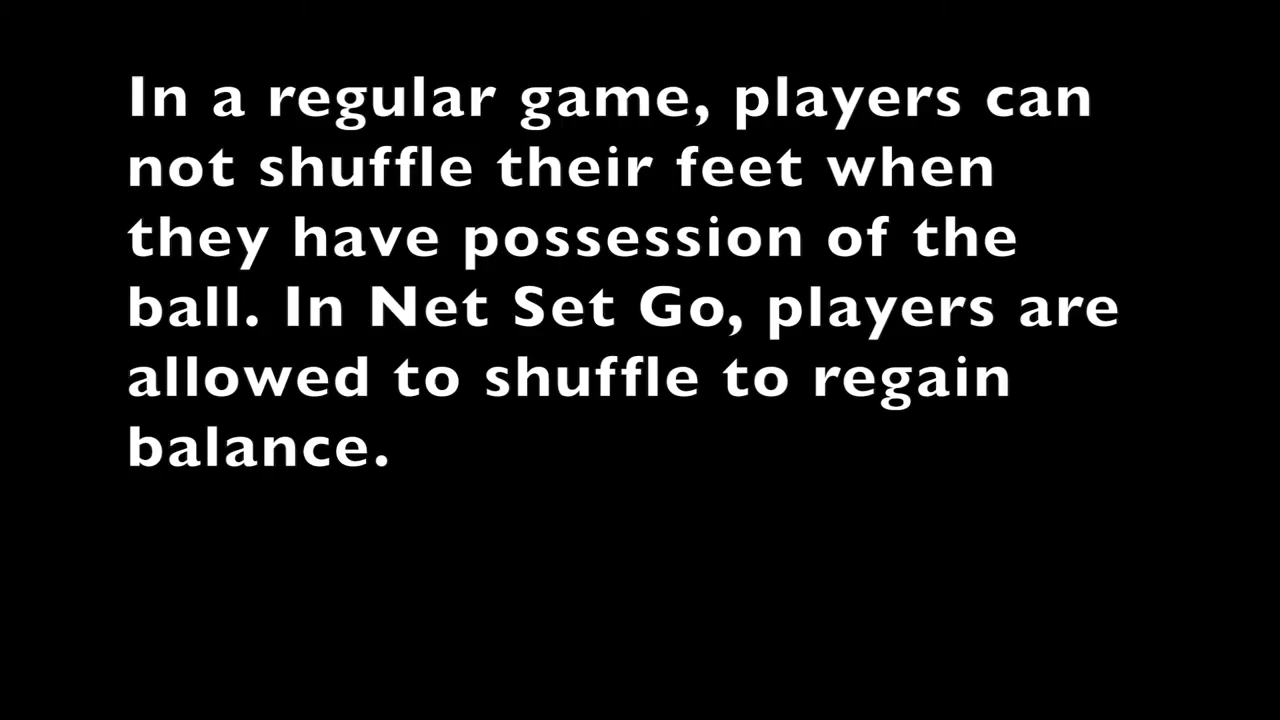 In a regular game, players can
not shuffle their feet when
they have possession of the
ball. In Net Set Go, players are
allowed to shuffle to regain
balance.